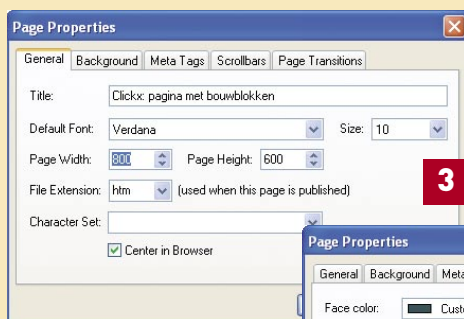 Page Properties
General Background Meta Tags Scrollbars Page Transitions
Title: Clickx: pagina met bouwblokken
Default Font: Verdana Size: 10
Page Width: 800 Page Height: 600
File Extension: htm (used when this page is published)
3
Character Set:
Center in Browser
Page Properties
General Background
Face color: